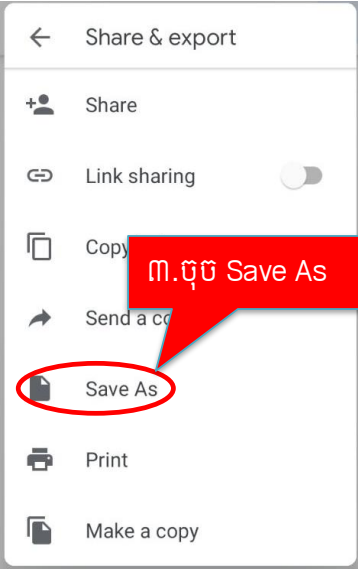 Share & export
Share
Link sharing
Copy
៣.ចុច Save As
Send a co
Save As
Print
Make a copy